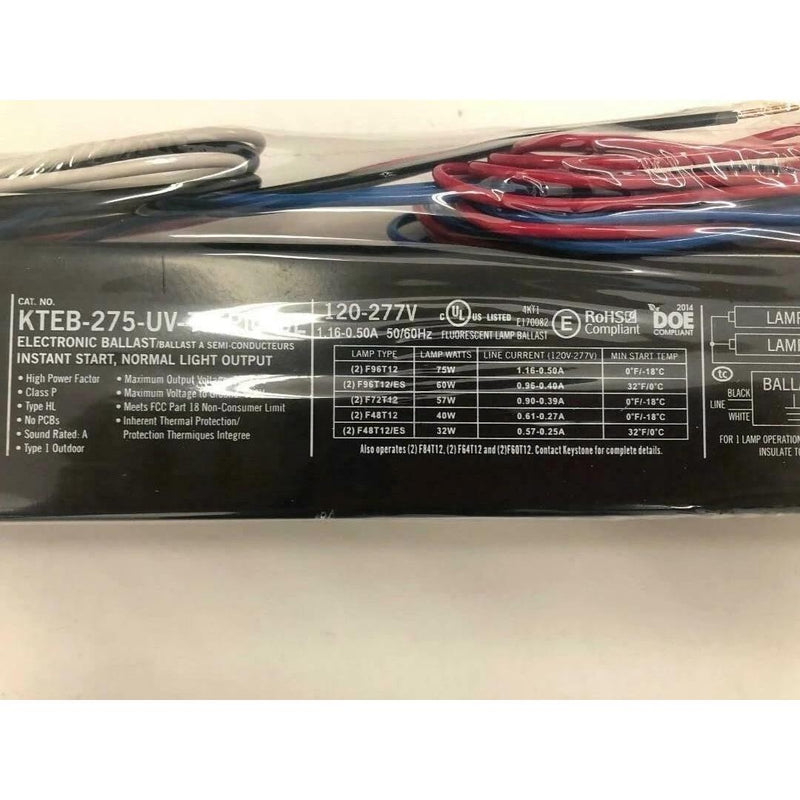 CAT. NO.
KTEB-275-UV-
ELECTRONIC BALLAST/BALLAST A SEMI-CONDUCTEURS
INSTANT START, NORMAL LIGHT OUTPUT
• High Power Factor
• Class P
• Type HL
• No PCBs
• Sound Rated: A
• Type 1 Outdoor
• Maximum Output
• Maximum Voltage to
• Meets FCC Part 18 Non-Consumer Limit
• Inherent Thermal Protection/
Protection Thermiques Integree
120-277V
1.16-0.50A 50/60Hz
C UL US LISTED
4KT1
E170082
FLUORESCENT LAMP BALLAST
E
RoHS
Compliant
2014
DOE
COMPLIANT
LAMP TYPE LAMP WATTS LINE CURRENT (120V-277V) MIN START TEMP
(2) F96T12 75W 1.16-0.50A 0°F/-18°C
(2) F96T12/ES 60W 0.96-0.40A 32°F/0°C
(2) F72T12 57W 0.90-0.39A 0°F/-18°C
(2) F48T12 40W 0.61-0.27A 0°F/-18°C
(2) F48T12/ES 32W 0.57-0.25A 32°F/0°C
Also operates (2) F84T12, (2) F64T12 and (2) F60T12. Contact Keystone for complete details.
LAMP
LAMP
tc
BLACK
LINE
WHITE
BALLA
FOR 1 LAMP OPERATION
INSULATE TO